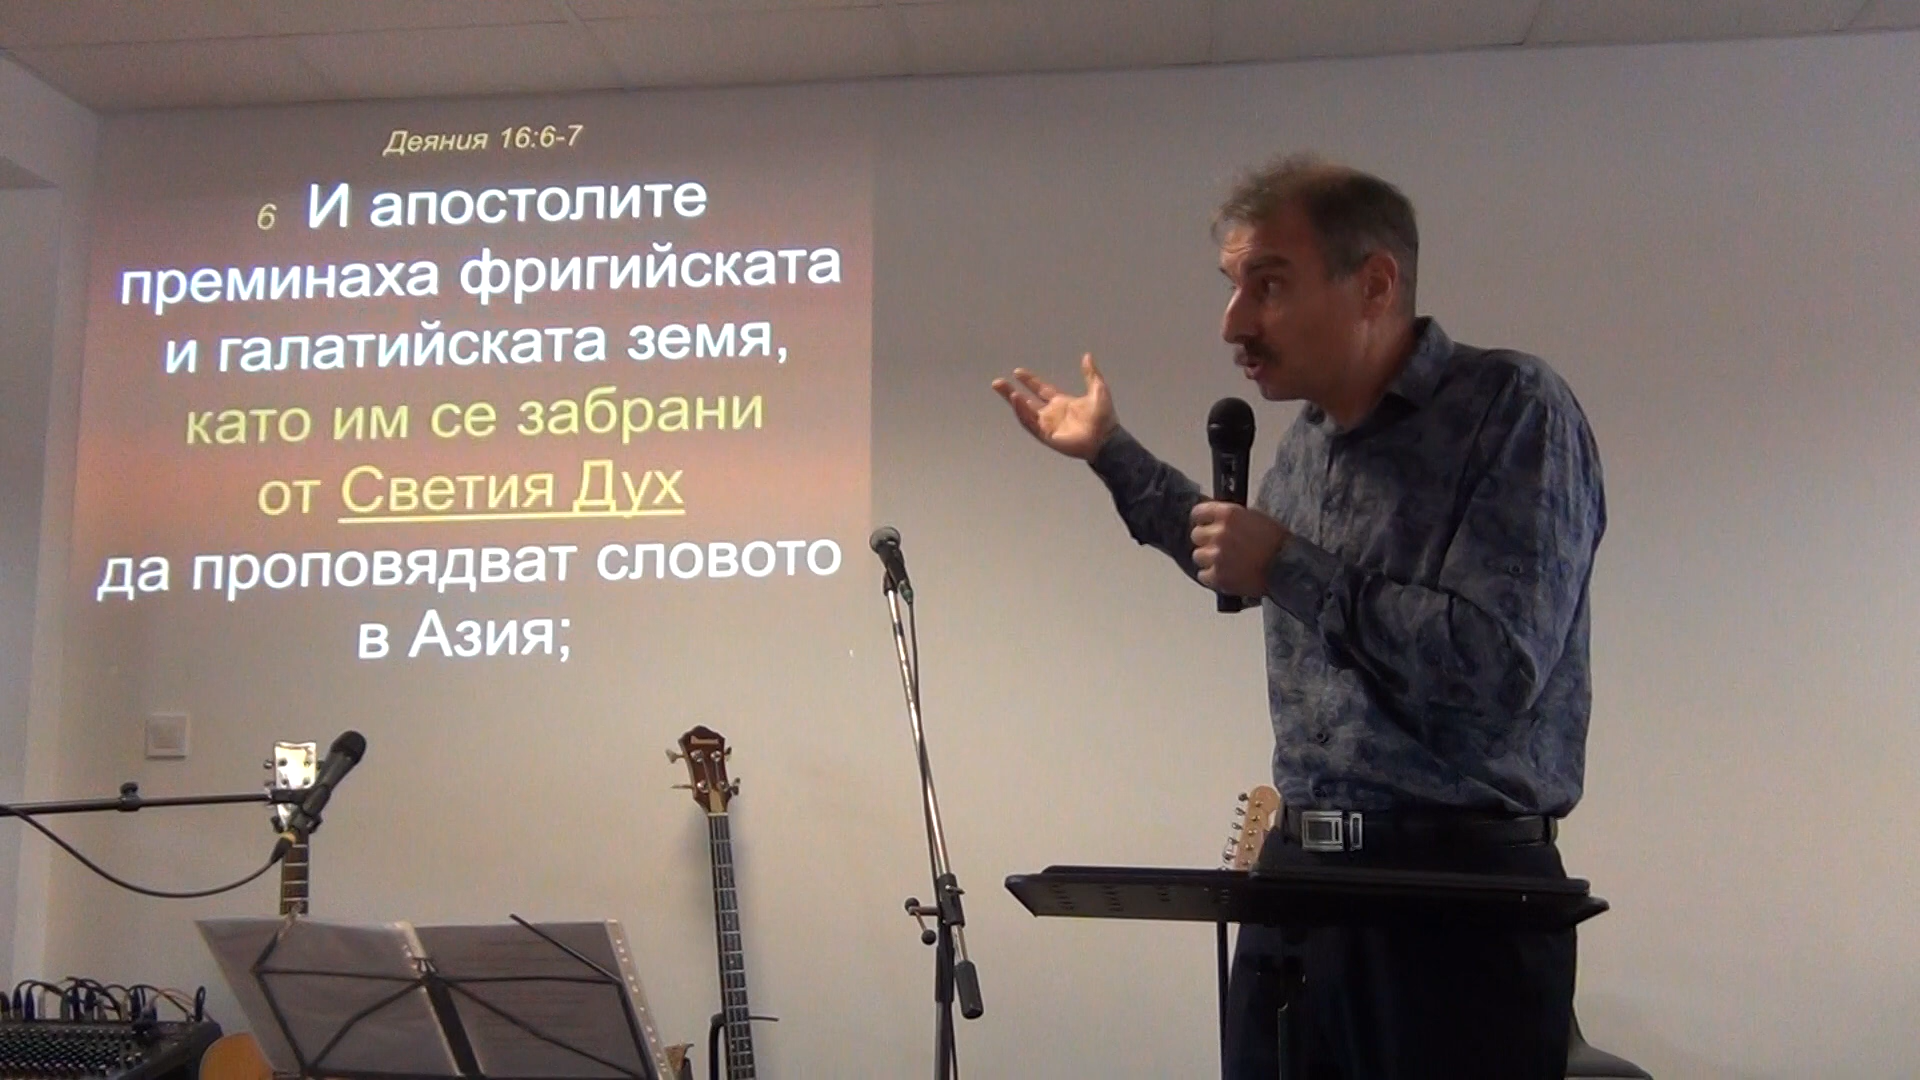 Деяния 16:6-7
6 И апостолите
преминаха фригийската
и галатийската земя,
като им се забрани
от Светия Дух
да проповядват словото
в Азия;